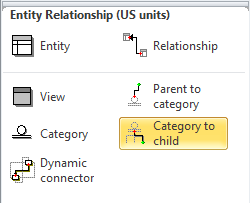 Entity Relationship (US units)
Entity
Relationship
View
Parent to
category
Category
Category to
child
Dynamic
connector